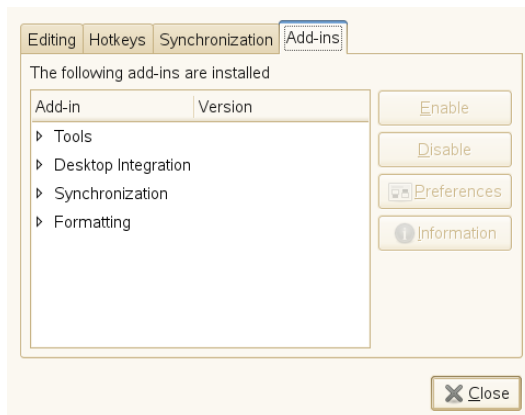 Editing Hotkeys Synchronization Add-ins
The following add-ins are installed
Add-in Version
Tools
Desktop Integration
Synchronization
Formatting
Enable
Disable
Preferences
Information
Close